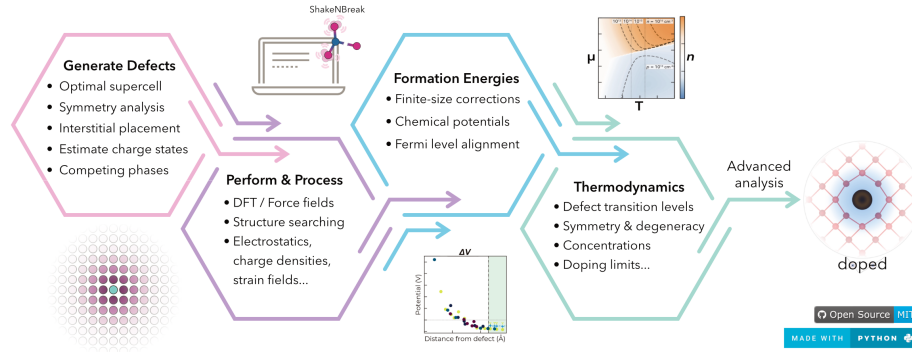 ShakeNBreak
Generate Defects
• Optimal supercell
• Symmetry analysis
• Interstitial placement
• Estimate charge states
• Competing phases
Perform & Process
• DFT / Force fields
• Structure searching
• Electrostatics,
charge densities,
strain fields...
Formation Energies
• Finite-size corrections
• Chemical potentials
• Fermi level alignment
ΔV
Potential (V)
Distance from defect (Å)
μ
n
T
Thermodynamics
• Defect transition levels
• Symmetry & degeneracy
• Concentrations
• Doping limits...
Advanced
analysis
doped
Open Source MIT
MADE WITH PYTHON